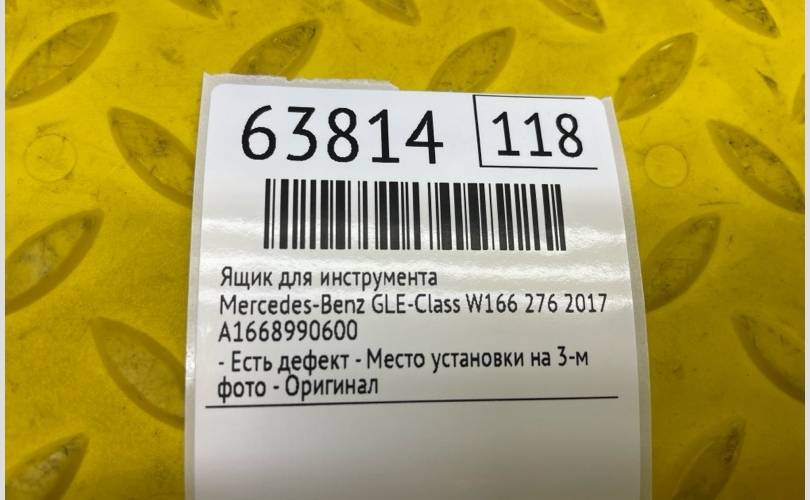 63814 118
Ящик для инструмента
Mercedes-Benz GLE-Class W166 276 2017
A1668990600
- Есть дефект - Место установки на 3-м
фото - Оригинал